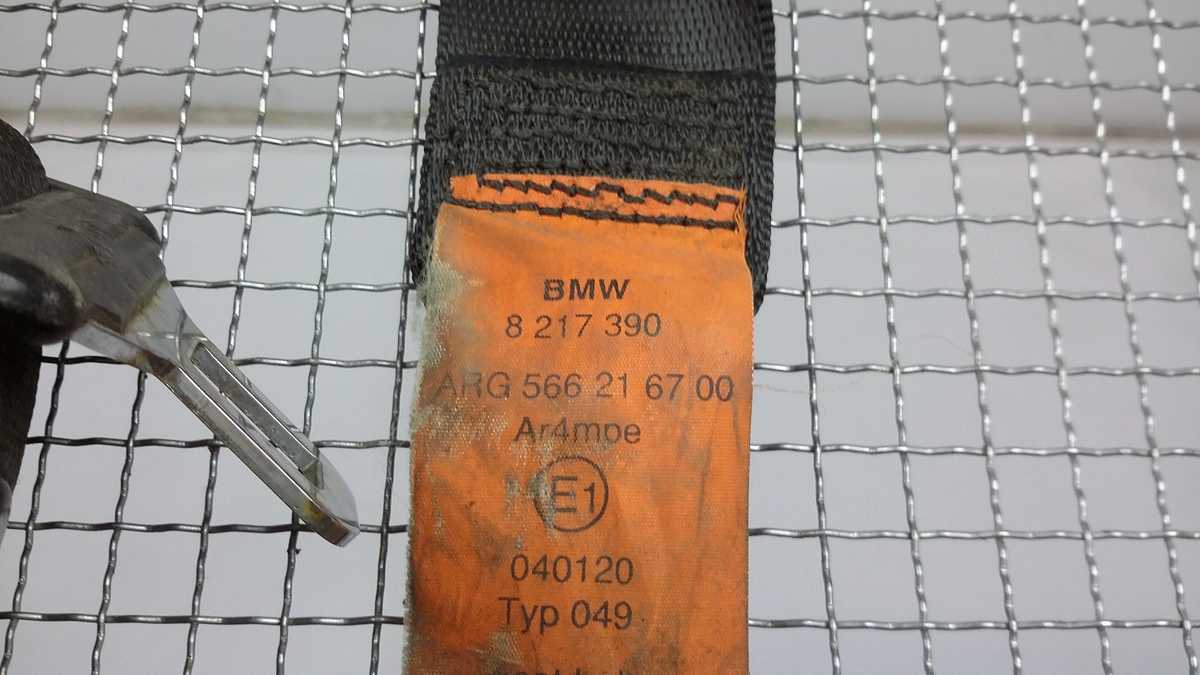 BMW
8 217 390
ARG 566 21 67 00
Ar4mpe
E1
040120
Typ 049